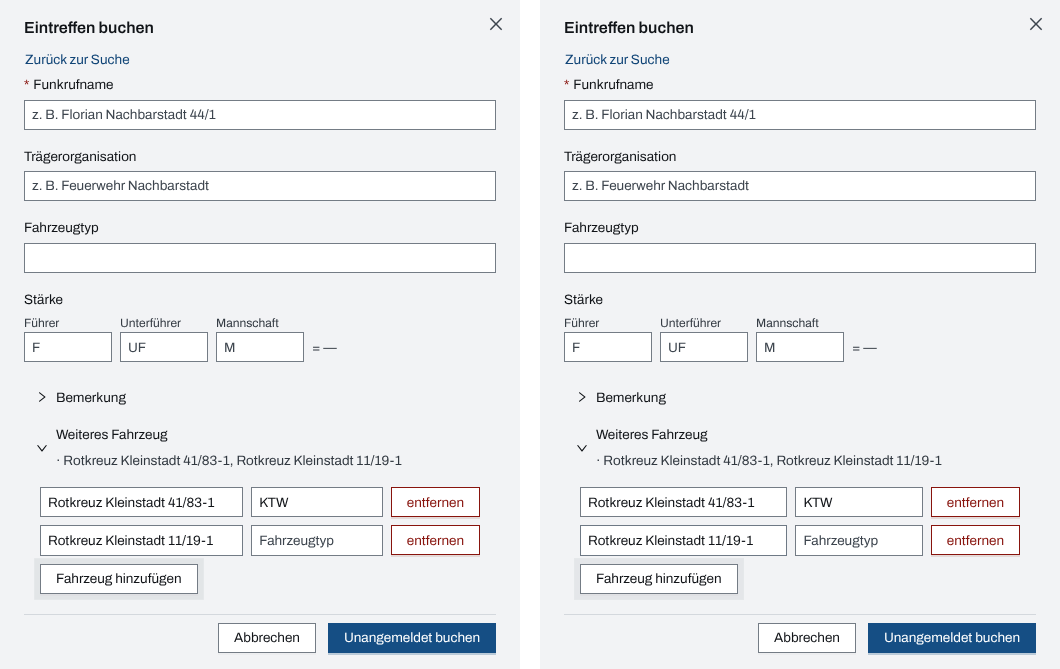 Eintreffen buchen
Zurück zur Suche
* Funkrufname
z. B. Florian Nachbarstadt 44/1
Trägerorganisation
z. B. Feuerwehr Nachbarstadt
Fahrzeugtyp
Stärke
Führer Unterführer Mannschaft
F UF M = —
Bemerkung
Weiteres Fahrzeug
· Rotkreuz Kleinstadt 41/83-1, Rotkreuz Kleinstadt 11/19-1
Rotkreuz Kleinstadt 41/83-1 KTW entfernen
Rotkreuz Kleinstadt 11/19-1 Fahrzeugtyp entfernen
Fahrzeug hinzufügen
Abbrechen Unangemeldet buchen
Eintreffen buchen
Zurück zur Suche
* Funkrufname
z. B. Florian Nachbarstadt 44/1
Trägerorganisation
z. B. Feuerwehr Nachbarstadt
Fahrzeugtyp
Stärke
Führer Unterführer Mannschaft
F UF M = —
Bemerkung
Weiteres Fahrzeug
· Rotkreuz Kleinstadt 41/83-1, Rotkreuz Kleinstadt 11/19-1
Rotkreuz Kleinstadt 41/83-1 KTW entfernen
Rotkreuz Kleinstadt 11/19-1 Fahrzeugtyp entfernen
Fahrzeug hinzufügen
Abbrechen Unangemeldet buchen